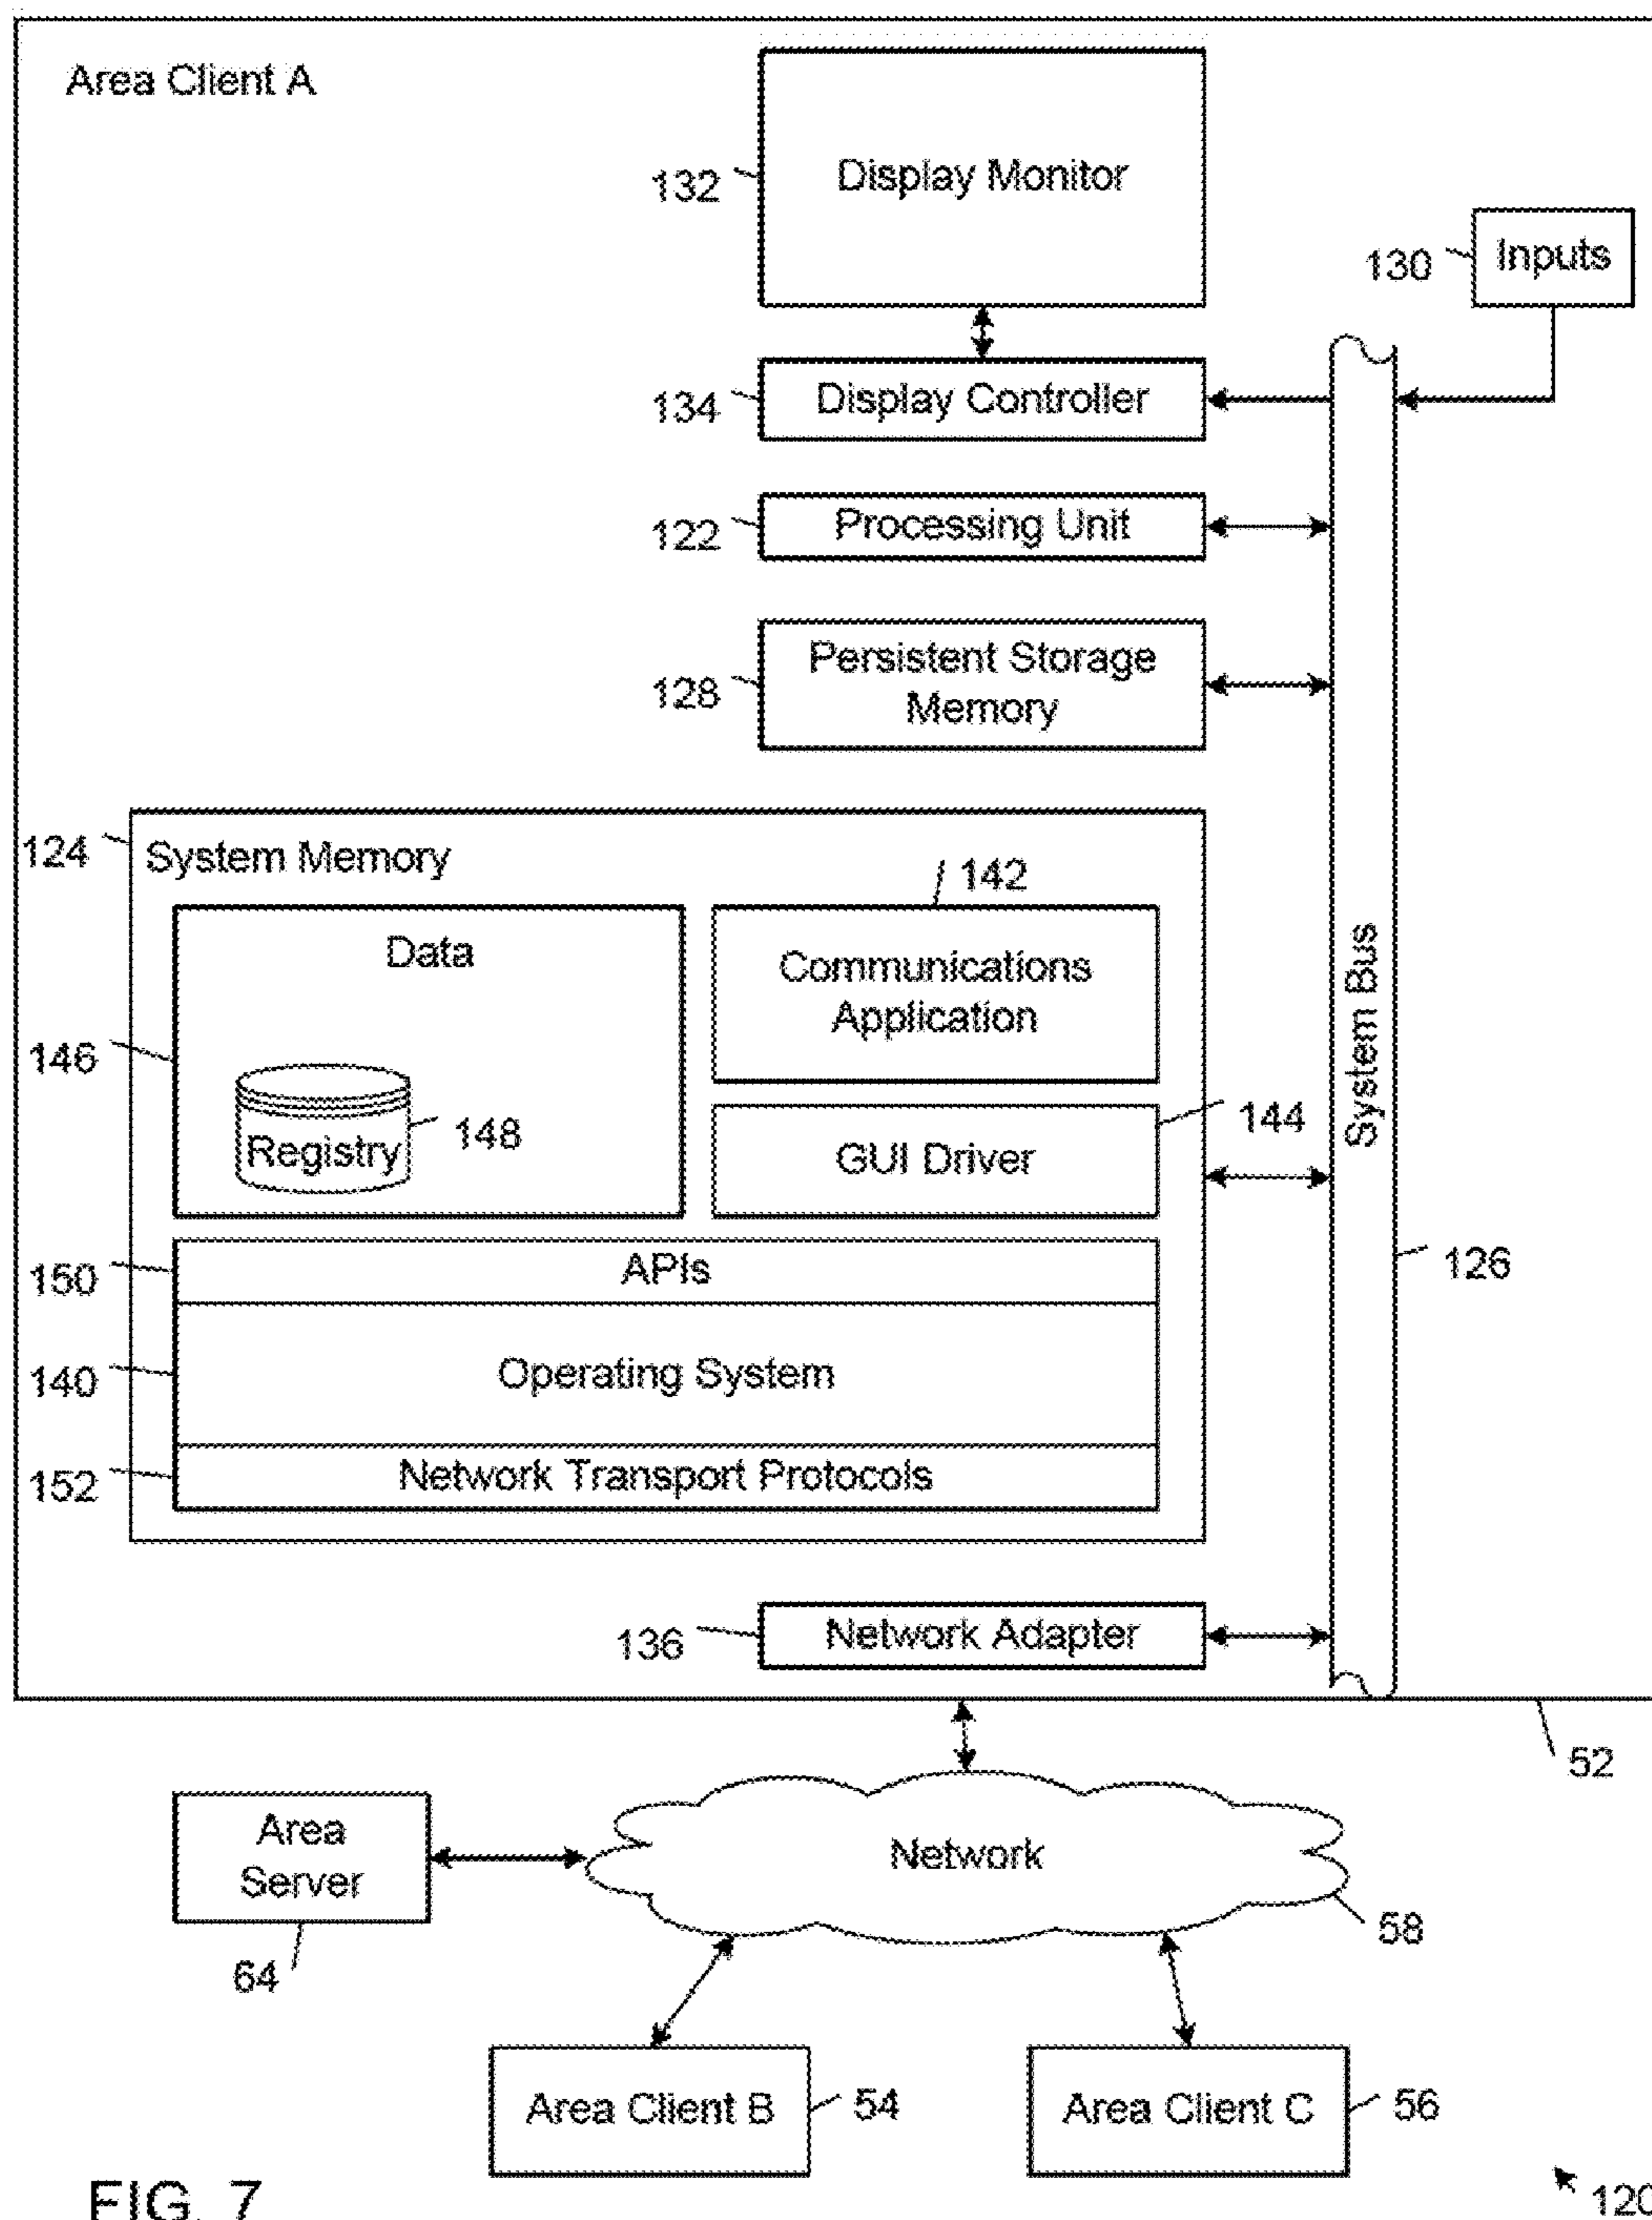 Area Client A
Display Monitor
132
Inputs
130
Display Controller
134
Processing Unit
122
Persistent Storage
Memory
128
124
System Memory
142
Data
Communications
Application
146
Registry
148
GUI Driver
144
System Bus
126
APIs
150
Operating System
140
Network Transport Protocols
152
Network Adapter
136
52
Area
Server
64
Network
58
Area Client B
54
Area Client C
56
FIG. 7
120